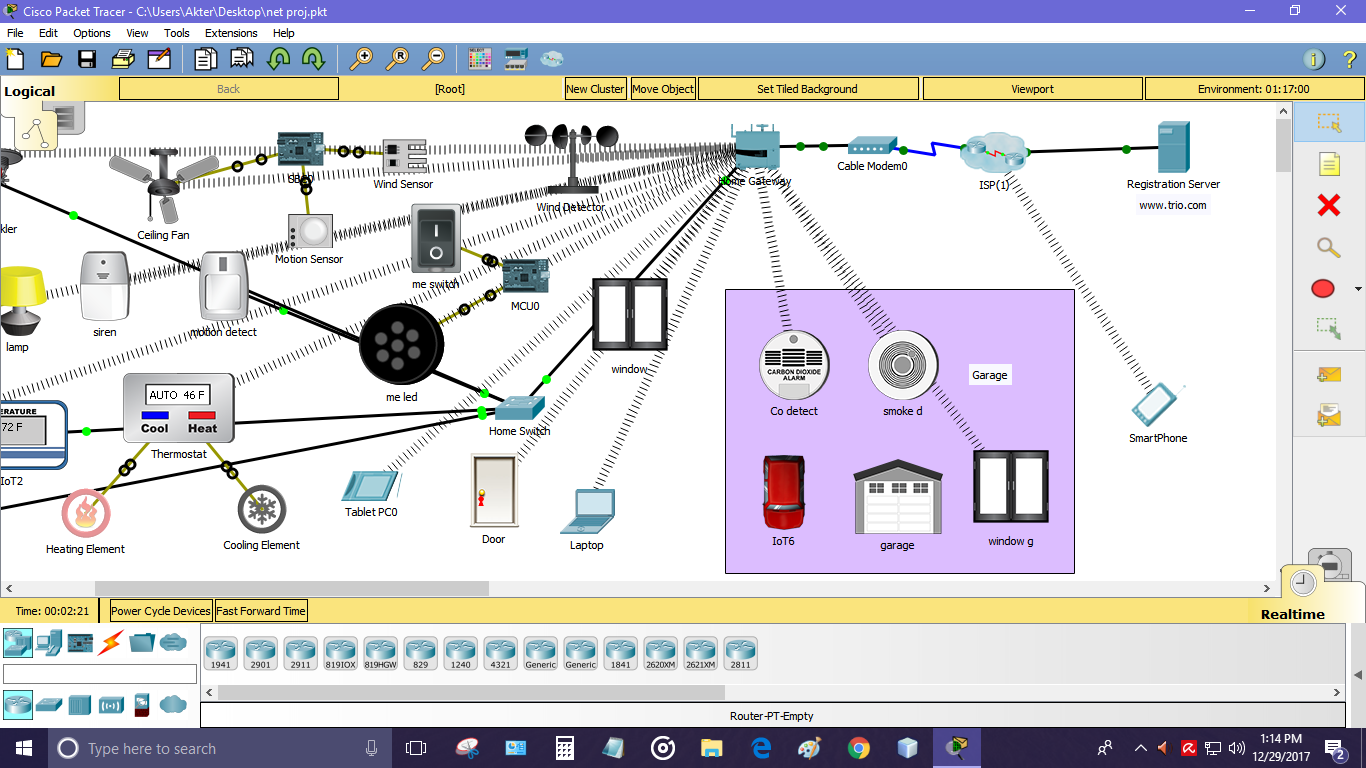 Cisco Packet Tracer - C:\Users\Akter\Desktop\net proj.pkt
File Edit Options View Tools Extensions Help
Logical
Back
[Root]
New Cluster
Move Object
Set Tiled Background
Viewport
Environment: 01:17:00
Ceiling Fan
Wind Sensor
Wind Detector
Home Gateway
Cable Modem0
ISP(1)
Registration Server
www.trio.com
kler
Motion Sensor
me switch
MCU0
lamp
siren
motion detect
me led
window
CARBON DIOXIDE
ALARM
Co detect
smoke d
Garage
AUTO 46 F
Cool Heat
Thermostat
ERATURE
72 F
IoT2
Home Switch
SmartPhone
Heating Element
Cooling Element
Tablet PC0
Door
Laptop
IoT6
garage
window g
Time: 00:02:21
Power Cycle Devices
Fast Forward Time
Realtime
1941
2901
2911
819IOX
819HGW
829
1240
4321
Generic
Generic
1841
2620XM
2621XM
2811
Router-PT-Empty
Type here to search
1:14 PM
12/29/2017
2